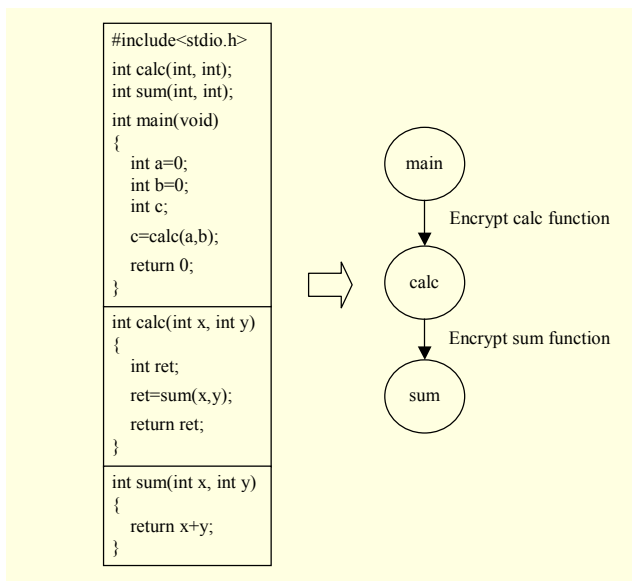 #include<stdio.h>
int calc(int, int);
int sum(int, int);
int main(void)
{
int a=0;
int b=0;
int c;
c=calc(a,b);
return 0;
}
int calc(int x, int y)
{
int ret;
ret=sum(x,y);
return ret;
}
int sum(int x, int y)
{
return x+y;
}
main
Encrypt calc function
calc
Encrypt sum function
sum